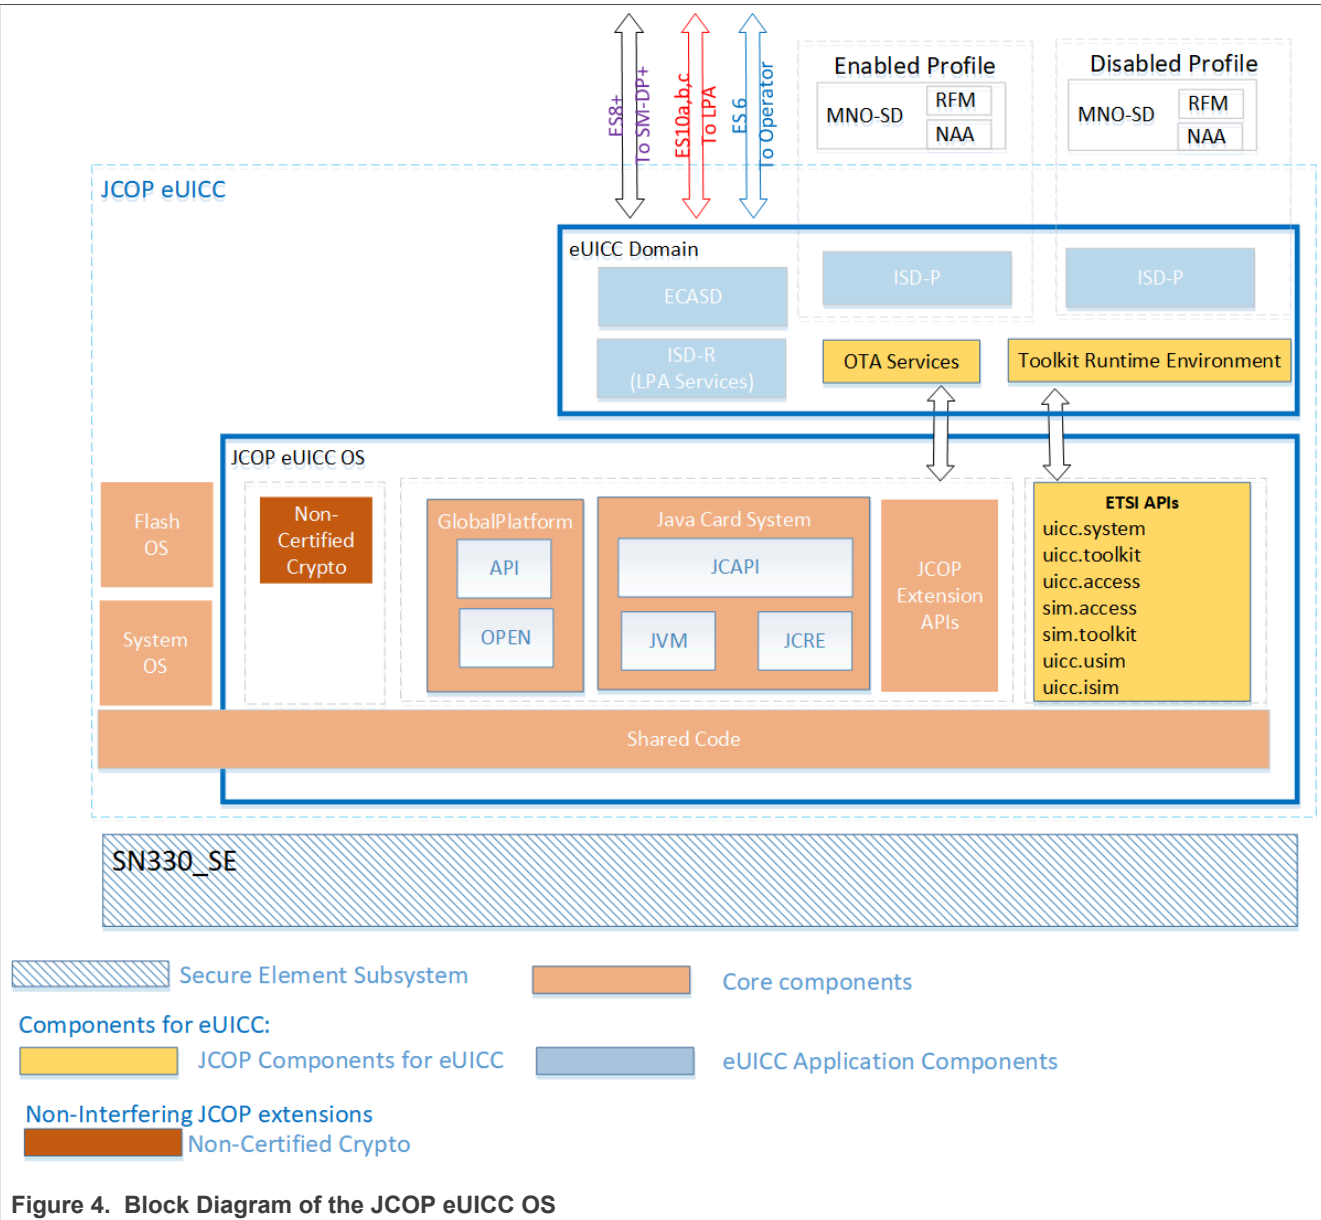 ES8+
To SM-DP+
ES10a,b,c
To LPA
ES 6
To Operator
Enabled Profile
MNO-SD
RFM
NAA
Disabled Profile
MNO-SD
RFM
NAA
JCOP eUICC
eUICC Domain
ECASD
ISD-P
ISD-P
ISD-R
(LPA Services)
OTA Services
Toolkit Runtime Environment
JCOP eUICC OS
Flash
OS
System
OS
Non-
Certified
Crypto
GlobalPlatform
API
OPEN
Java Card System
JCAPI
JVM
JCRE
JCOP
Extension
APIs
ETSI APIs
uicc.system
uicc.toolkit
uicc.access
sim.access
sim.toolkit
uicc.usim
uicc.isim
Shared Code
SN330_SE
Secure Element Subsystem
Core components
Components for eUICC:
JCOP Components for eUICC
eUICC Application Components
Non-Interfering JCOP extensions
Non-Certified Crypto
Figure 4. Block Diagram of the JCOP eUICC OS